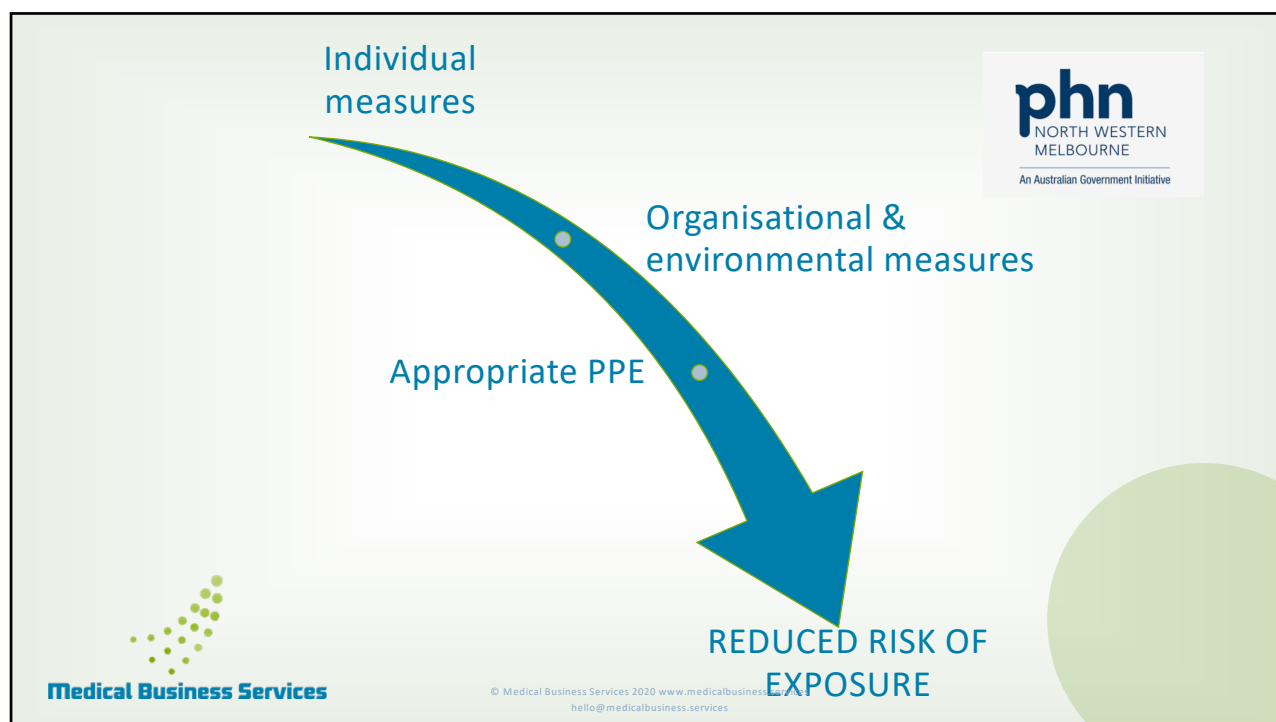 Individual
measures
phn
NORTH WESTERN
MELBOURNE
An Australian Government Initiative
Organisational &
environmental measures
Appropriate PPE
REDUCED RISK OF
EXPOSURE
Medical Business Services
© Medical Business Services 2020 www.medicalbusiness.services
hello@medicalbusiness.services